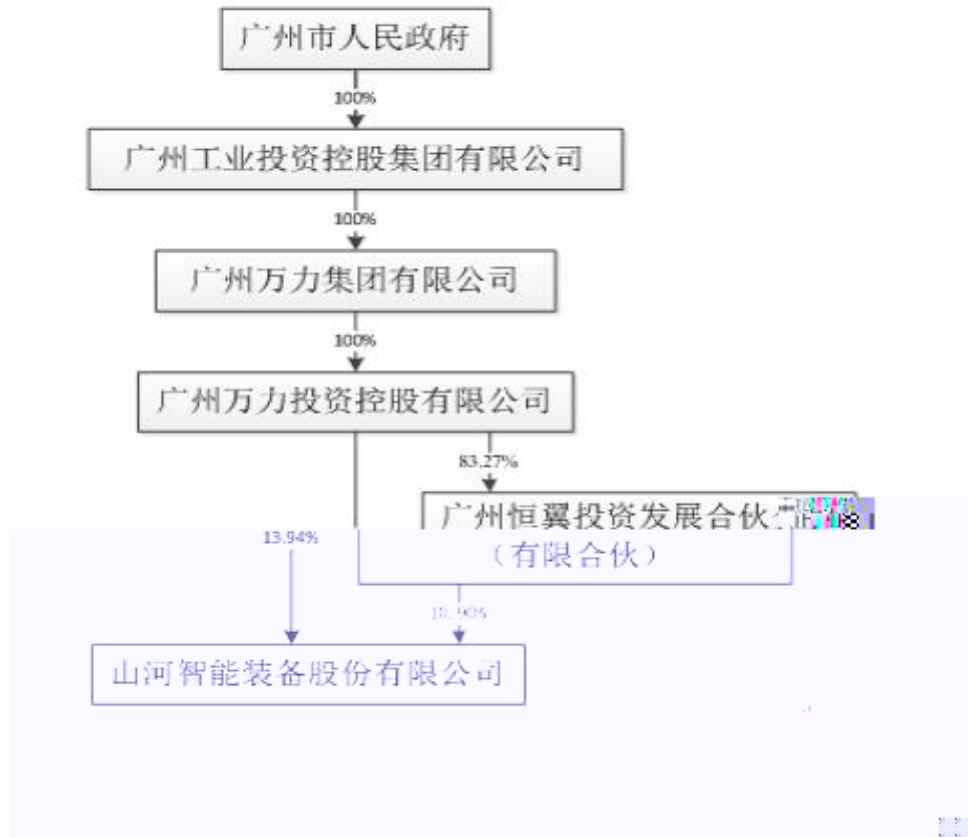 广州市人民政府
100%
广州工业投资控股集团有限公司
100%
广州万力集团有限公司
100%
广州万力投资控股有限公司
83.27%
广州恒翼投资发展合伙
13.94%
(有限合伙)
山河智能装备股份有限公司